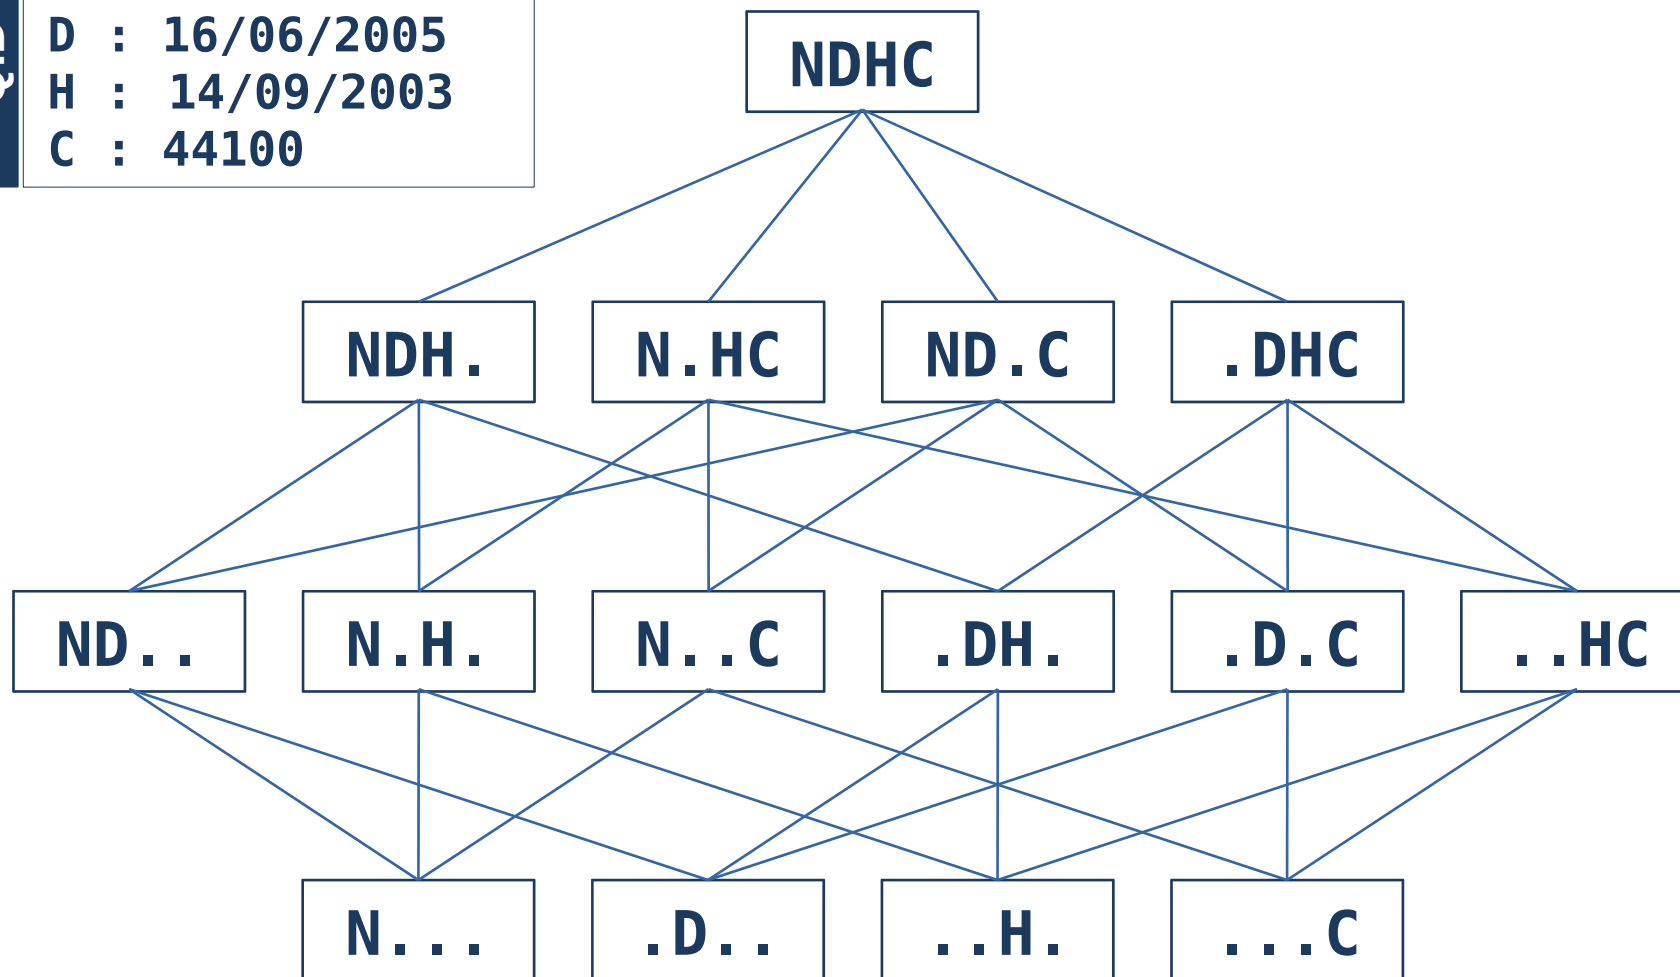 D : 16/06/2005
H : 14/09/2003
C : 44100
NDHC
NDH. N.HC ND.C .DHC
ND.. N.H. N..C .DH. .D.C ..HC
N... .D.. ..H. ...C